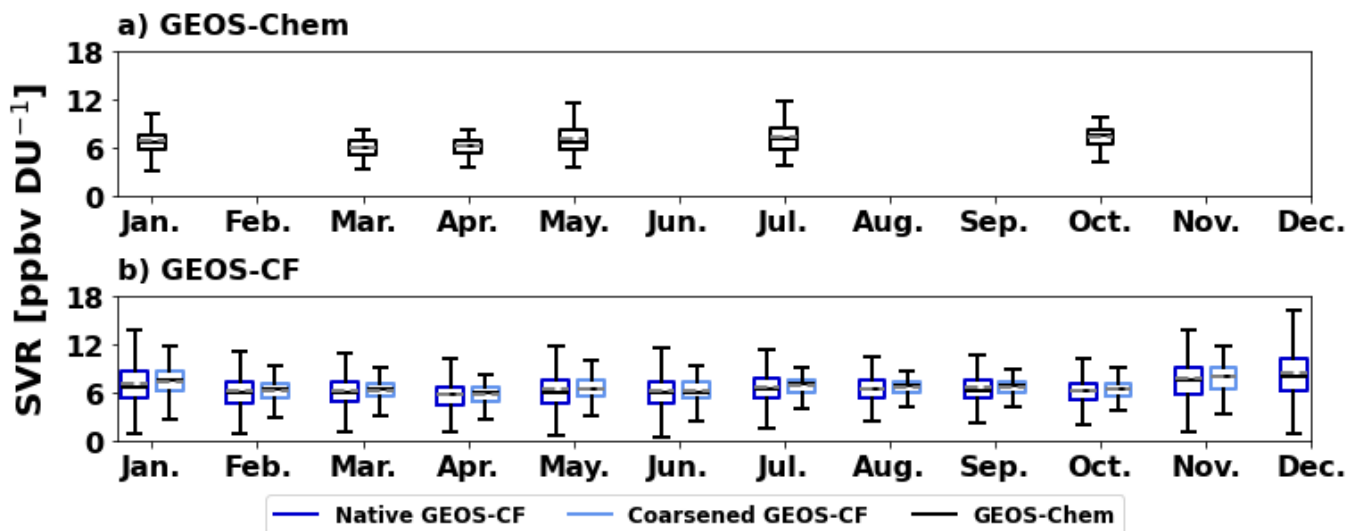 a) GEOS-Chem
SVR [ppbv DU⁻¹]
18
12
6
0
Jan. Feb. Mar. Apr. May. Jun. Jul. Aug. Sep. Oct. Nov. Dec.
b) GEOS-CF
18
12
6
0
Jan. Feb. Mar. Apr. May. Jun. Jul. Aug. Sep. Oct. Nov. Dec.
Native GEOS-CF Coarsened GEOS-CF GEOS-Chem